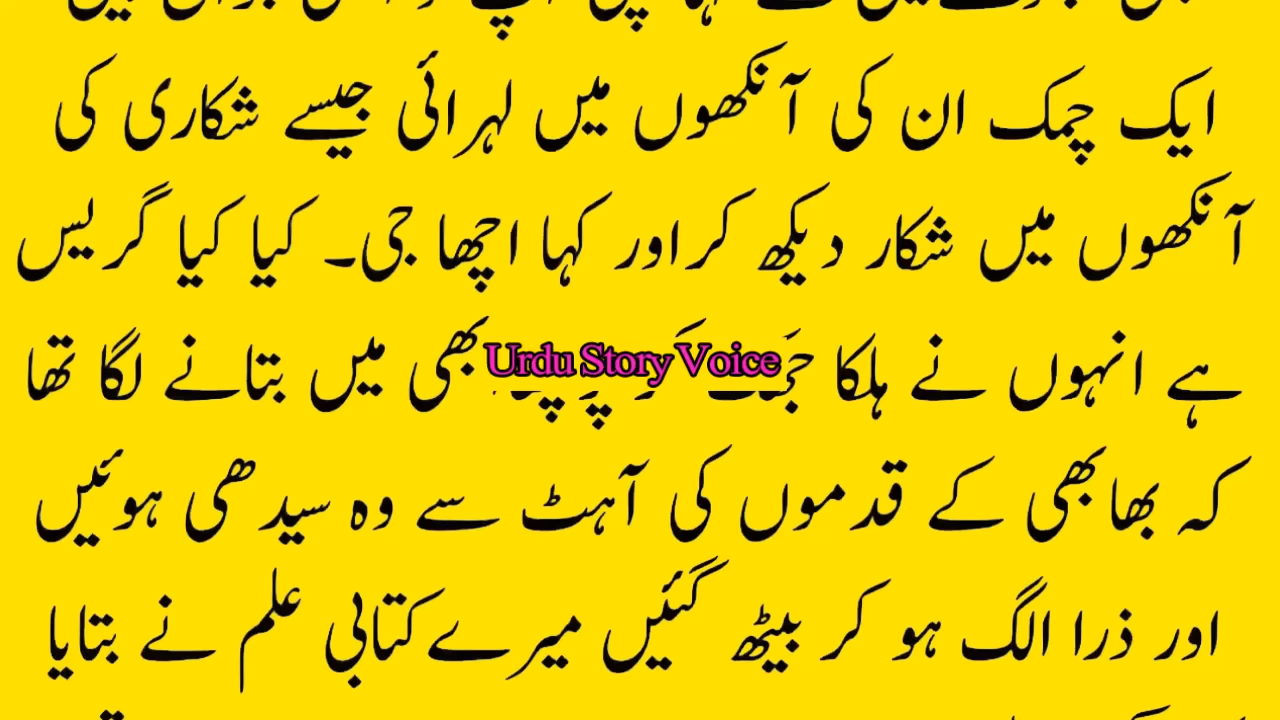 ایک چمک ان کی آنکھوں میں لہرائی جیسے شکاری کی
آنکھوں میں شکار دیکھ کر اور کہا اچھا جی۔ کیا کیا گریس
ہے انہوں نے ہلکا
Urdu Story Voice
بھی میں بتانے لگا تھا
کہ بھابھی کے قدموں کی آہٹ سے وہ سیدھی ہوئیں
اور ذرا الگ ہو کر بیٹھ گئیں میرے کتابی علم نے بتایا